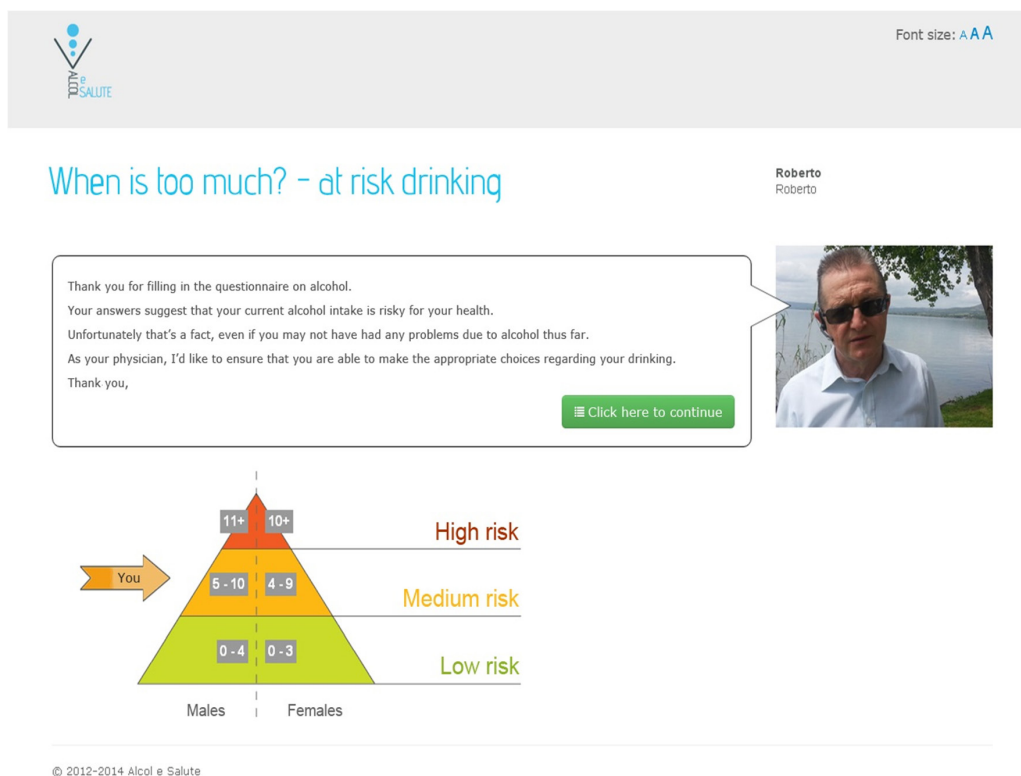 Font size: A A A
ALCOL e SALUTE
When is too much? - at risk drinking
Roberto
Roberto
Thank you for filling in the questionnaire on alcohol.
Your answers suggest that your current alcohol intake is risky for your health.
Unfortunately that's a fact, even if you may not have had any problems due to alcohol thus far.
As your physician, I'd like to ensure that you are able to make the appropriate choices regarding your drinking.
Thank you,
Click here to continue
11+ 10+
High risk
You
5 - 10 4 - 9
Medium risk
0 - 4 0 - 3
Low risk
Males Females
© 2012-2014 Alcol e Salute